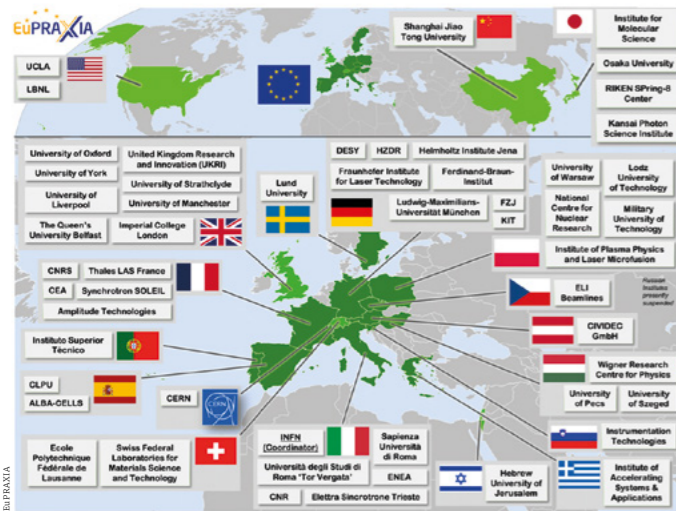 EuPRAXIA
UCLA
LBNL
Shanghai Jiao
Tong University
Institute for
Molecular
Science
Osaka University
RIKEN SPring-8
Center
Kansai Photon
Science Institute
University of Oxford
United Kingdom Research
and Innovation (UKRI)
University of York
University of Strathclyde
University of
Liverpool
University of Manchester
The Queen's
University Belfast
Imperial College
London
Lund
University
DESY
HZDR
Helmholtz Institute Jena
Fraunhofer Institute
for Laser Technology
Ferdinand-Braun-
Institut
Ludwig-Maximilians-
Universität München
FZJ
KIT
University
of Warsaw
Lodz
University
of Technology
National
Centre for
Nuclear
Research
Military
University of
Technology
Institute of Plasma Physics
and Laser Microfusion
CNRS
Thales LAS France
CEA
Synchrotron SOLEIL
Amplitude Technologies
ELI
Beamlines
Russian
Institutes
presently
suspended
CIVIDEC
GmbH
Instituto Superior
Técnico
Wigner Research
Centre for Physics
University
of Pecs
University
of Szeged
CLPU
ALBA-CELLS
CERN
CERN
Instrumentation
Technologies
Ecole
Polytechnique
Fédérale de
Lausanne
Swiss Federal
Laboratories for
Materials Science
and Technology
INFN
(Coordinator)
Sapienza
Università
di Roma
Università degli Studi di
Roma 'Tor Vergata'
ENEA
CNR
Elettra Sincrotrone Trieste
Hebrew
University of
Jerusalem
Institute of
Accelerating
Systems &
Applications
EuPRAXIA